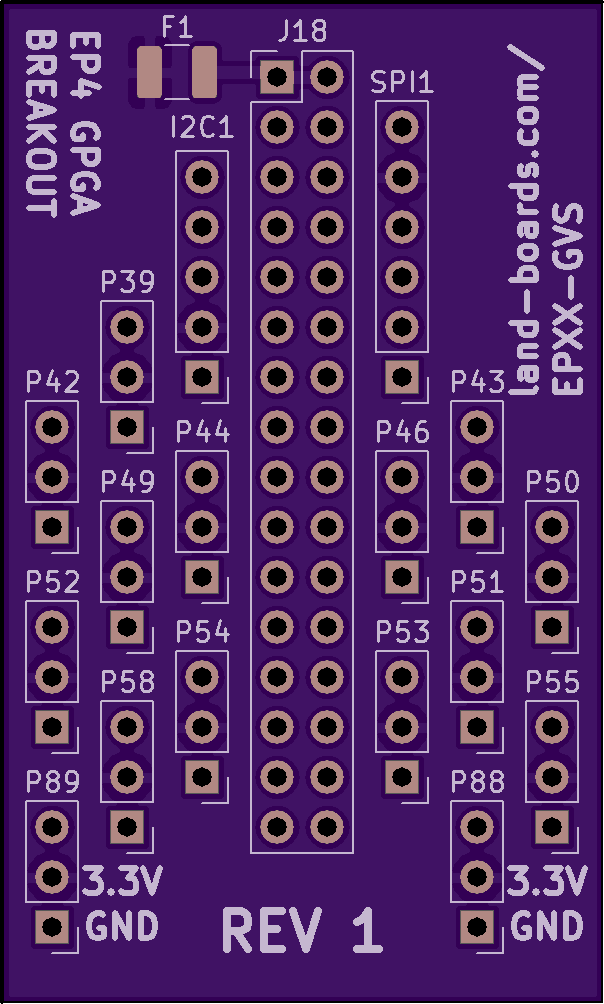 F1
J18
EP4 GPGA
BREAKOUT
SPI1
I2C1
land-boards.com/
EPXX-GVS
P39
P42
P43
P44
P46
P49
P50
P52
P51
P54
P53
P58
P55
P89
P88
3.3V
3.3V
GND
GND
REV 1